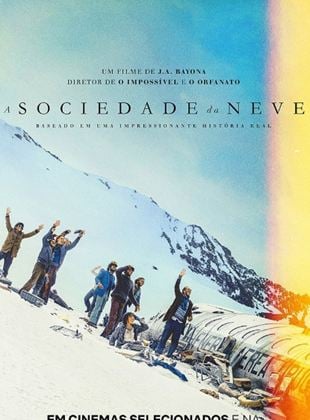 UM FILME DE J.A. BAYONA
DIRETOR DE O IMPOSSÍVEL E O ORFANATO
A SOCIEDADE da NEVE
BASEADO EM UMA IMPRESSIONANTE HISTÓRIA REAL
EM CINEMAS SELECIONADOS E NA